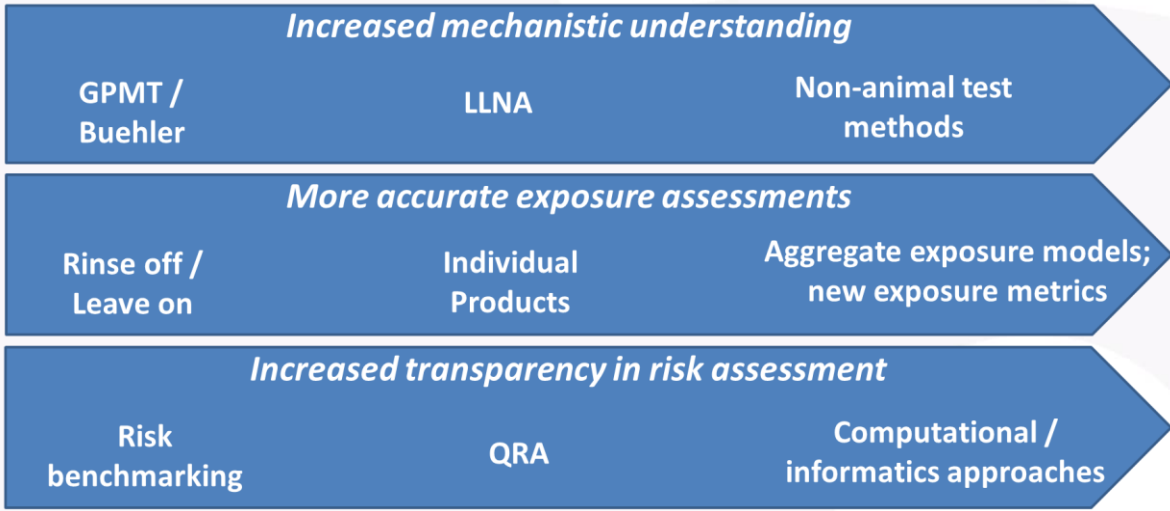 Increased mechanistic understanding
GPMT /
Buehler
LLNA
Non-animal test
methods
More accurate exposure assessments
Rinse off /
Leave on
Individual
Products
Aggregate exposure models;
new exposure metrics
Increased transparency in risk assessment
Risk
benchmarking
QRA
Computational /
informatics approaches